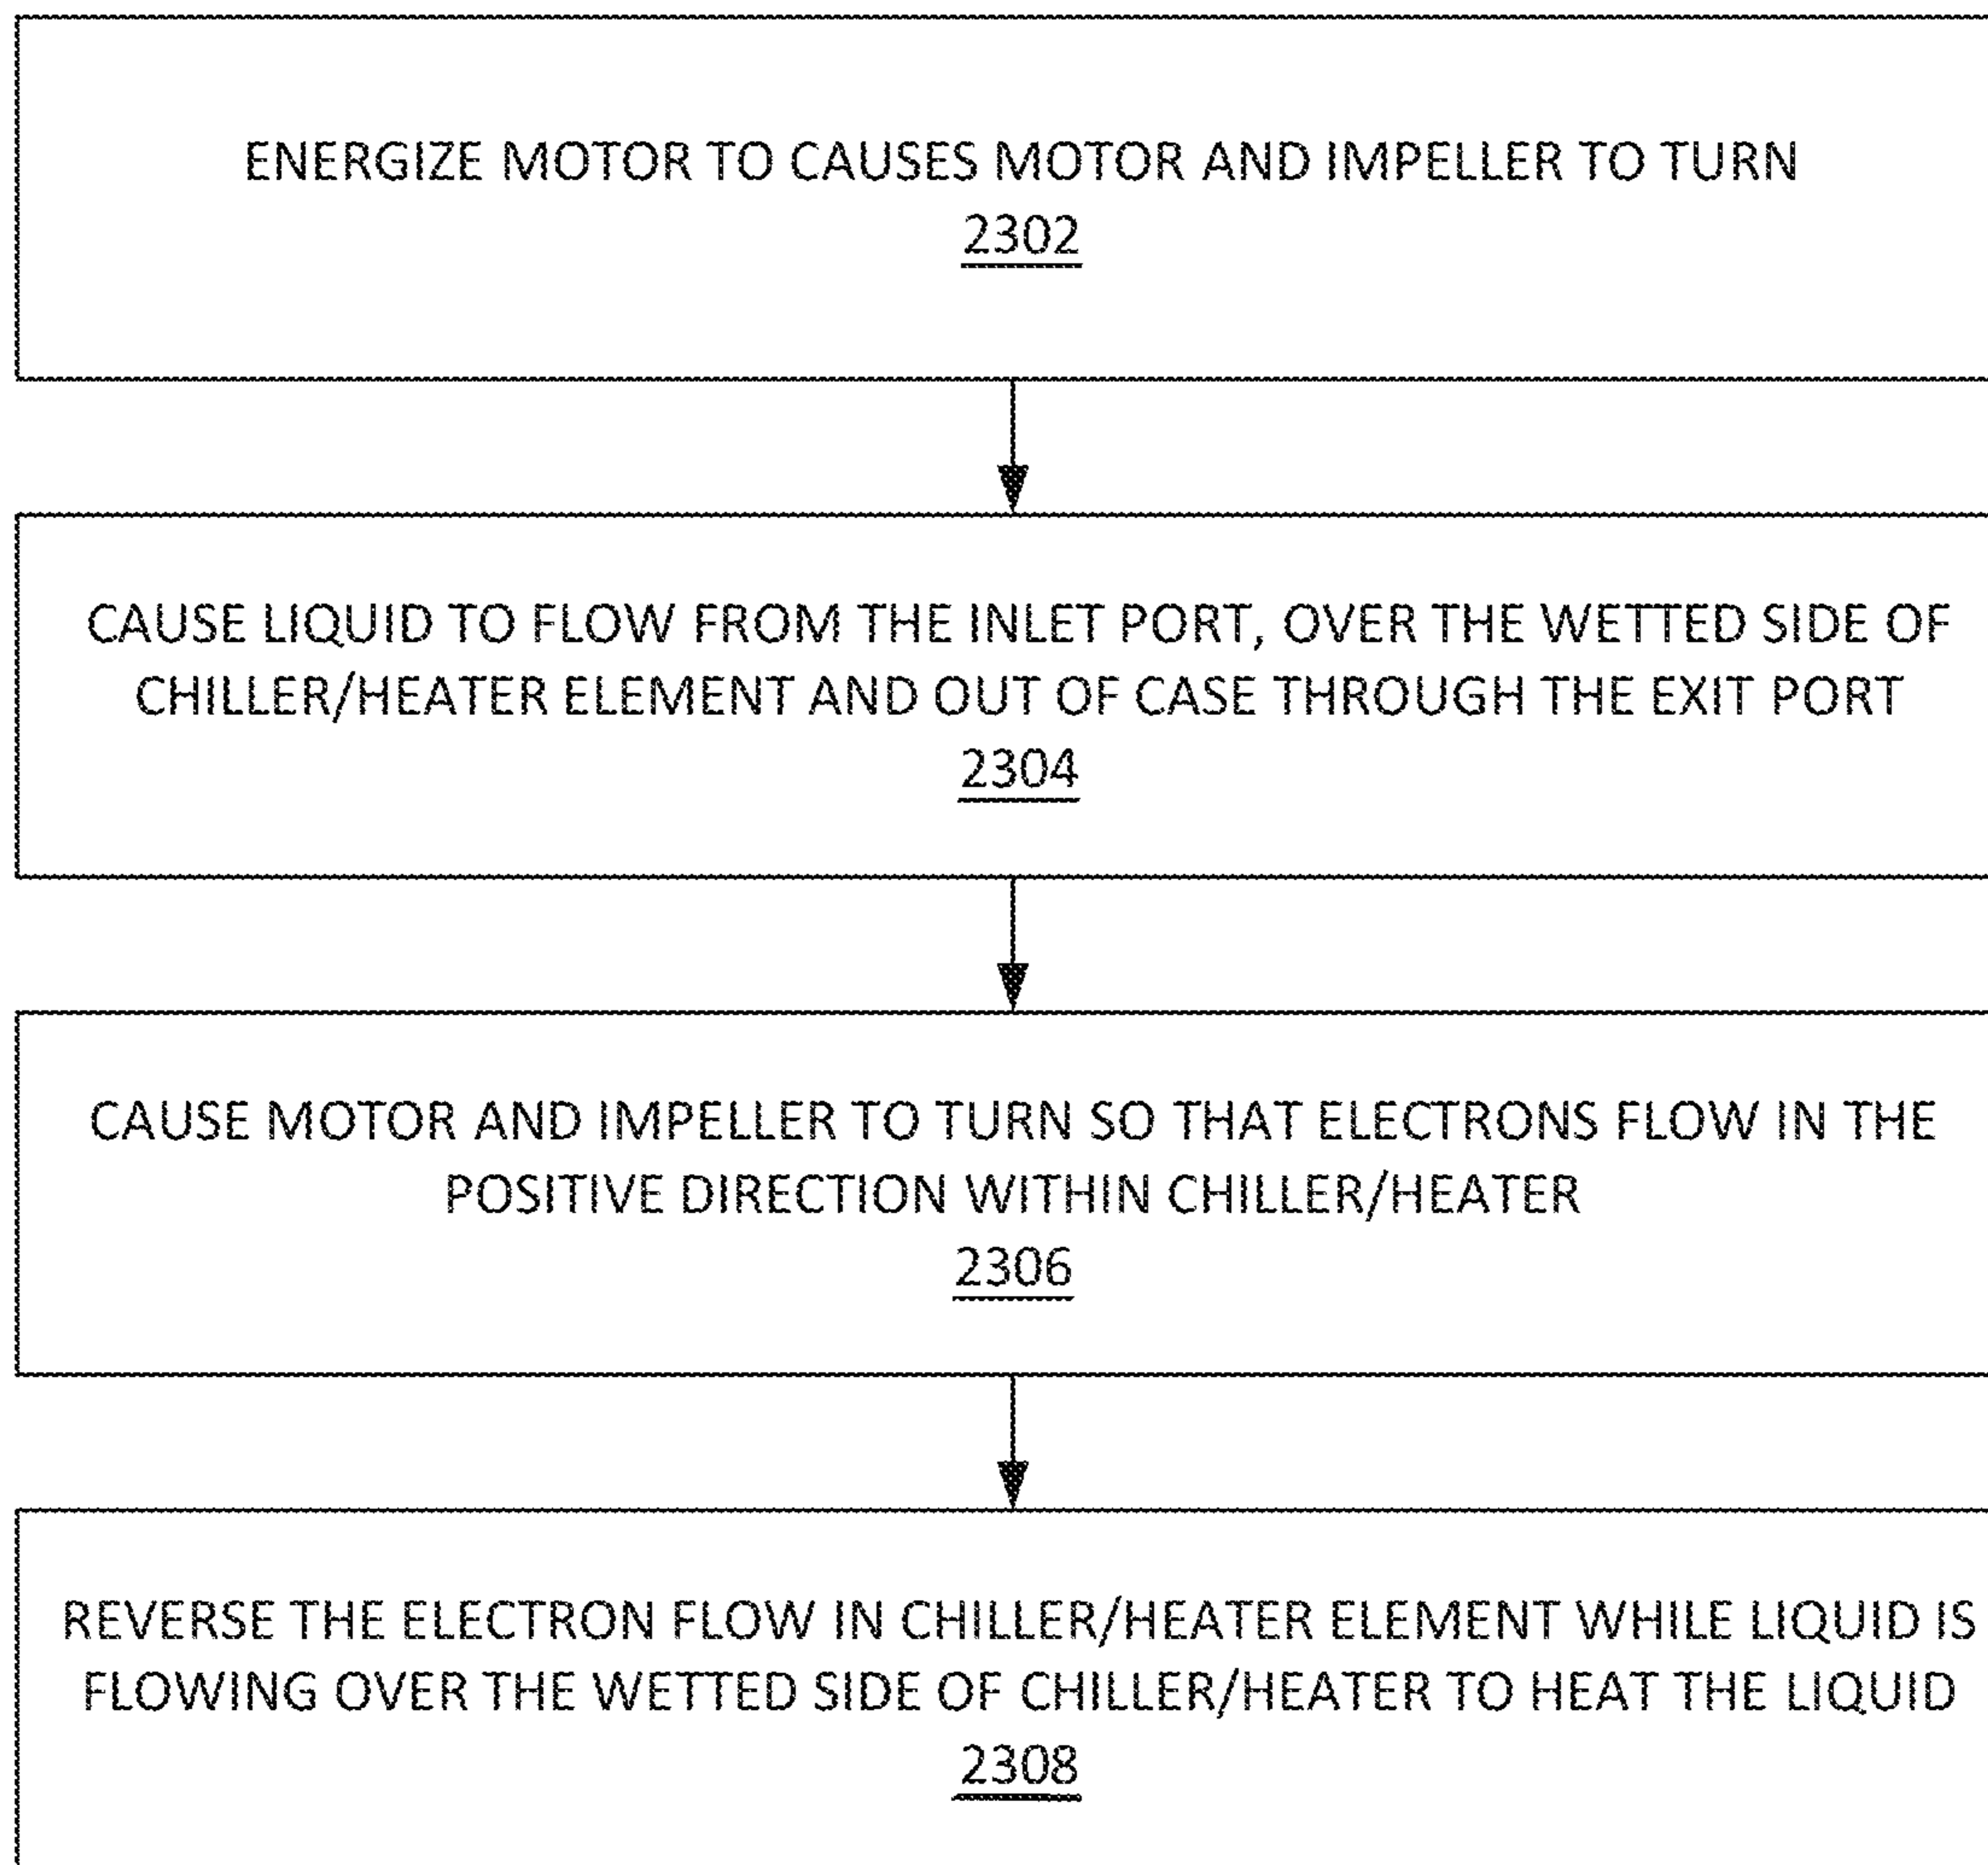 ENERGIZE MOTOR TO CAUSES MOTOR AND IMPELLER TO TURN
2302
CAUSE LIQUID TO FLOW FROM THE INLET PORT, OVER THE WETTED SIDE OF
CHILLER/HEATER ELEMENT AND OUT OF CASE THROUGH THE EXIT PORT
2304
CAUSE MOTOR AND IMPELLER TO TURN SO THAT ELECTRONS FLOW IN THE
POSITIVE DIRECTION WITHIN CHILLER/HEATER
2306
REVERSE THE ELECTRON FLOW IN CHILLER/HEATER ELEMENT WHILE LIQUID IS
FLOWING OVER THE WETTED SIDE OF CHILLER/HEATER TO HEAT THE LIQUID
2308